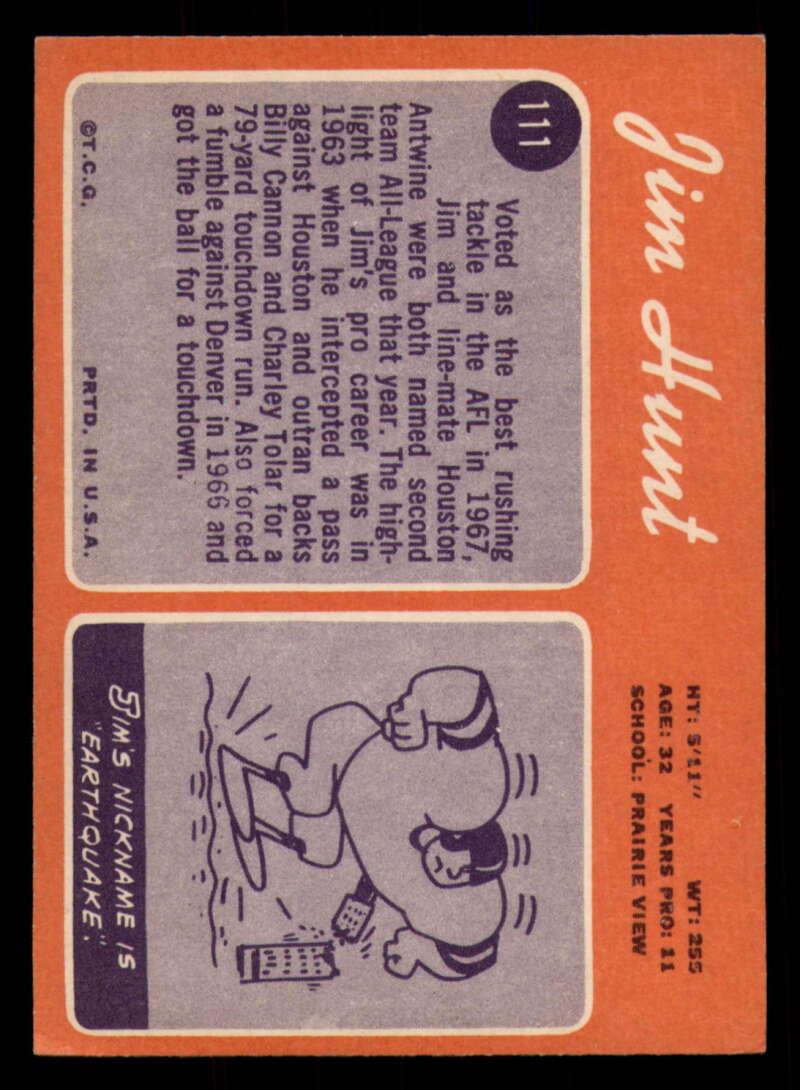 Jim Hunt
HT: 5'11" WT: 255
AGE: 32 YEARS PRO: 11
SCHOOL: PRAIRIE VIEW
111
Voted as the best rushing
tackle in the AFL in 1967,
Jim and line-mate Houston
Antwine were both named second
team All-League that year. The high-
light of Jim's pro career was in
1963 when he intercepted a pass
against Houston and outran backs
Billy Cannon and Charley Tolar for a
79-yard touchdown run. Also forced
a fumble against Denver in 1966 and
got the ball for a touchdown.
©T.C.G. PRTD. IN U.S.A.
JIM'S NICKNAME IS
"EARTHQUAKE".